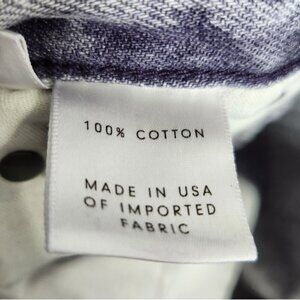 100% COTTON
MADE IN USA
OF IMPORTED
FABRIC